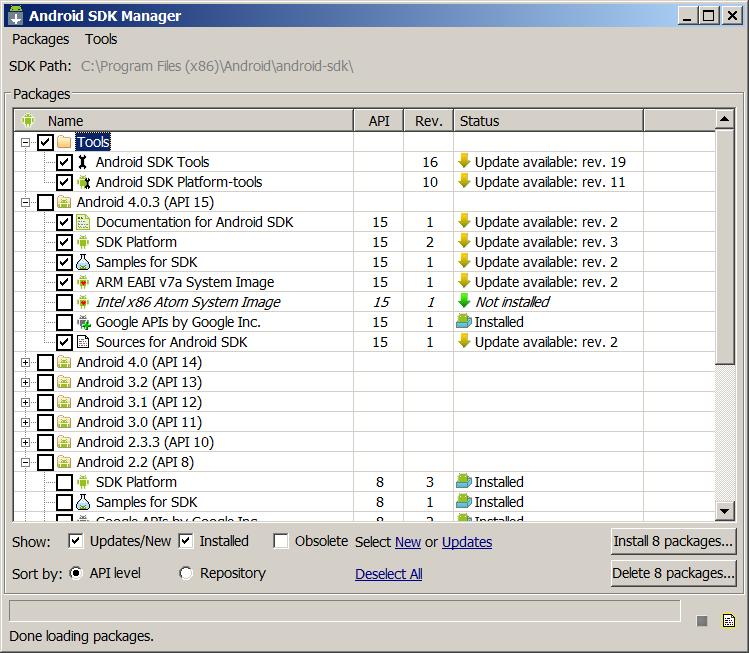 Android SDK Manager
Packages Tools
SDK Path: C:\Program Files (x86)\Android\android-sdk\
Packages
Name API Rev. Status
Tools
Android SDK Tools 16 Update available: rev. 19
Android SDK Platform-tools 10 Update available: rev. 11
Android 4.0.3 (API 15)
Documentation for Android SDK 15 1 Update available: rev. 2
SDK Platform 15 2 Update available: rev. 3
Samples for SDK 15 1 Update available: rev. 2
ARM EABI v7a System Image 15 1 Update available: rev. 2
Intel x86 Atom System Image 15 1 Not installed
Google APIs by Google Inc. 15 1 Installed
Sources for Android SDK 15 1 Update available: rev. 2
Android 4.0 (API 14)
Android 3.2 (API 13)
Android 3.1 (API 12)
Android 3.0 (API 11)
Android 2.3.3 (API 10)
Android 2.2 (API 8)
SDK Platform 8 3 Installed
Samples for SDK 8 1 Installed
Google APIs by Google Inc. 8 2 Installed
Show: Updates/New Installed Obsolete Select New or Updates Install 8 packages...
Sort by: API level Repository Deselect All Delete 8 packages...
Done loading packages.